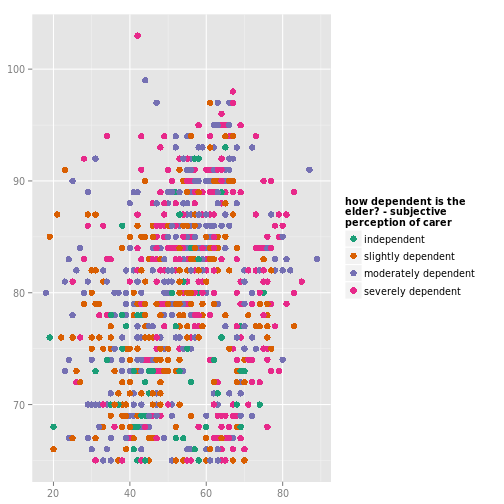 100
90
80
70
20
40
60
80
how dependent is the
elder? - subjective
perception of carer
independent
slightly dependent
moderately dependent
severely dependent